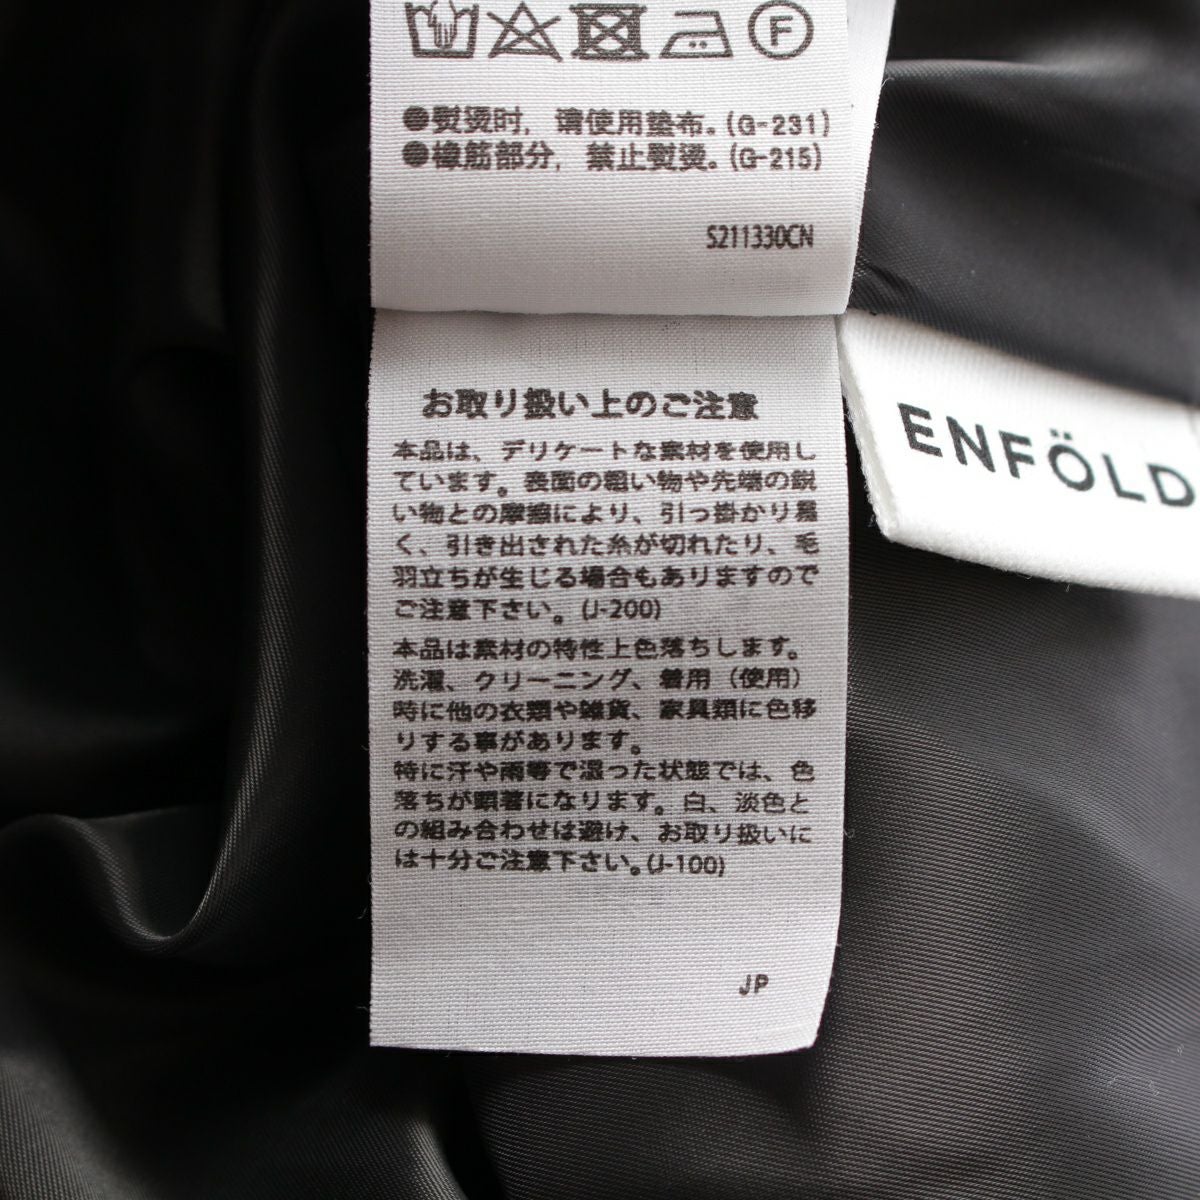 F
●熨烫时，请使用垫布。(G-231)
●橡筋部分，禁止熨烫。(G-215)
S211330CN
お取り扱い上のご注意
本品は、デリケートな素材を使用し
ています。表面の粗い物や先端の鋭
い物との摩擦により、引っ掛かり易
く、引き出された糸が切れたり、毛
羽立ちが生じる場合もありますので
ご注意下さい。(J-200)
本品は素材の特性上色落ちします。
洗濯、クリーニング、着用（使用）
時に他の衣類や雑貨、家具類に色移
りする事があります。
特に汗や雨等で湿った状態では、色
落ちが顕著になります。白、淡色と
の組み合わせは避け、お取り扱いに
は十分ご注意下さい。(J-100)
JP
ENFÖLD